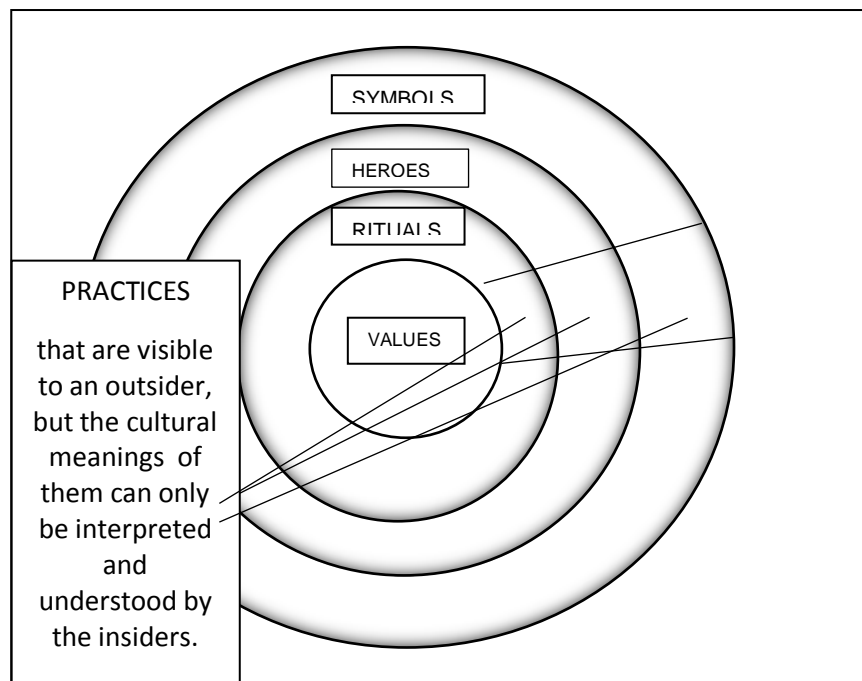 SYMBOLS
HEROES
RITUALS
VALUES
PRACTICES
that are visible
to an outsider,
but the cultural
meanings of
them can only
be interpreted
and
understood by
the insiders.